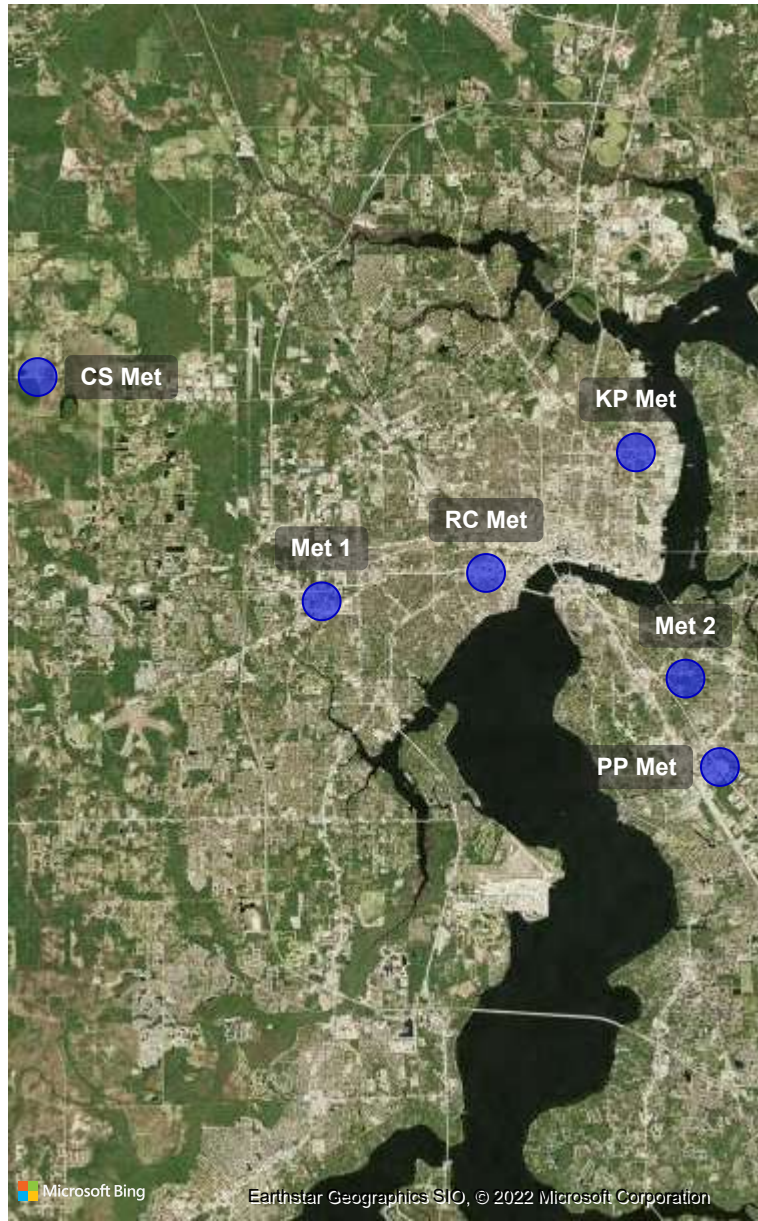 CS Met
KP Met
RC Met
Met 1
Met 2
PP Met
Microsoft Bing
Earthstar Geographics SIO, © 2022 Microsoft Corporation